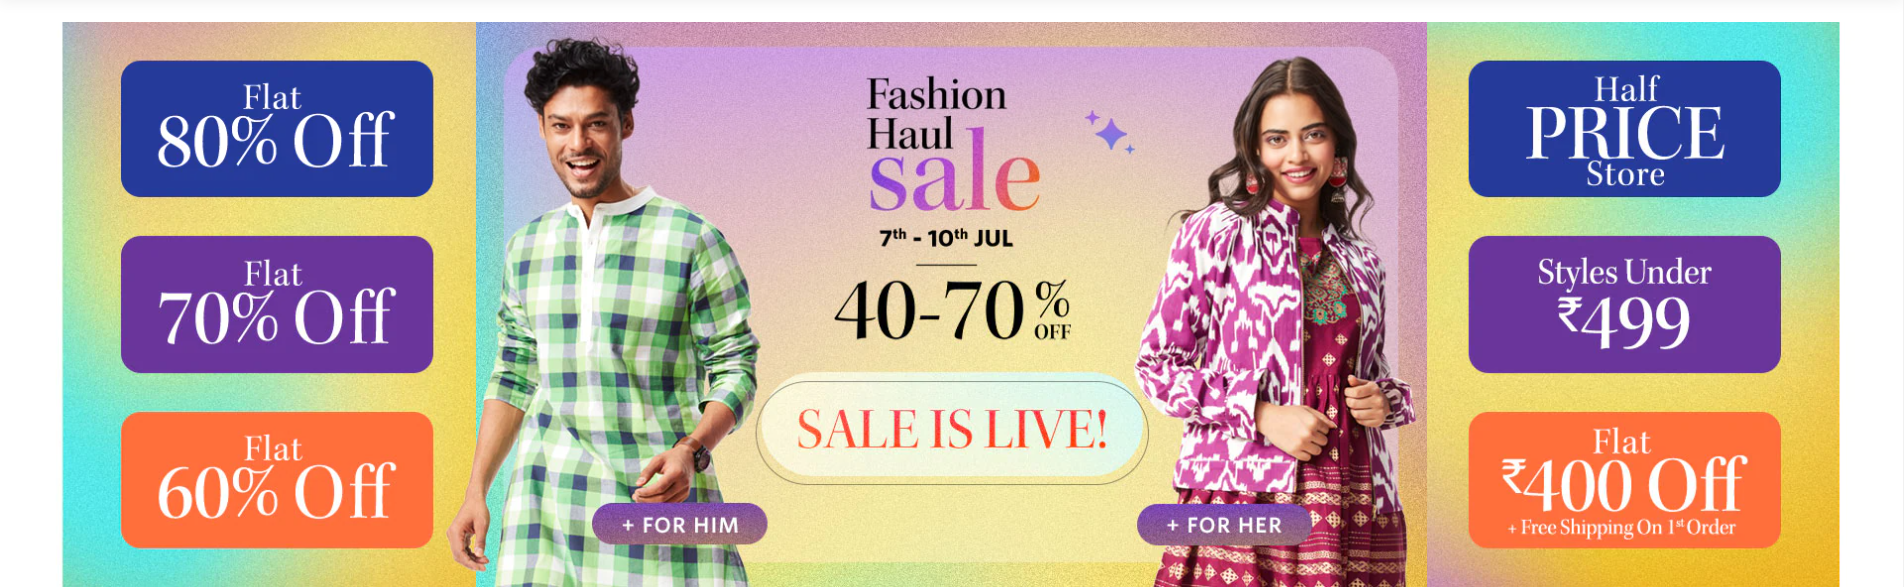 Flat
80% Off
Flat
70% Off
Flat
60% Off
Fashion
Haul
sale
7th - 10th JUL
40-70%
OFF
SALE IS LIVE!
+ FOR HIM
+ FOR HER
Half
PRICE
Store
Styles Under
₹499
Flat
₹400 Off
+ Free Shipping On 1st Order